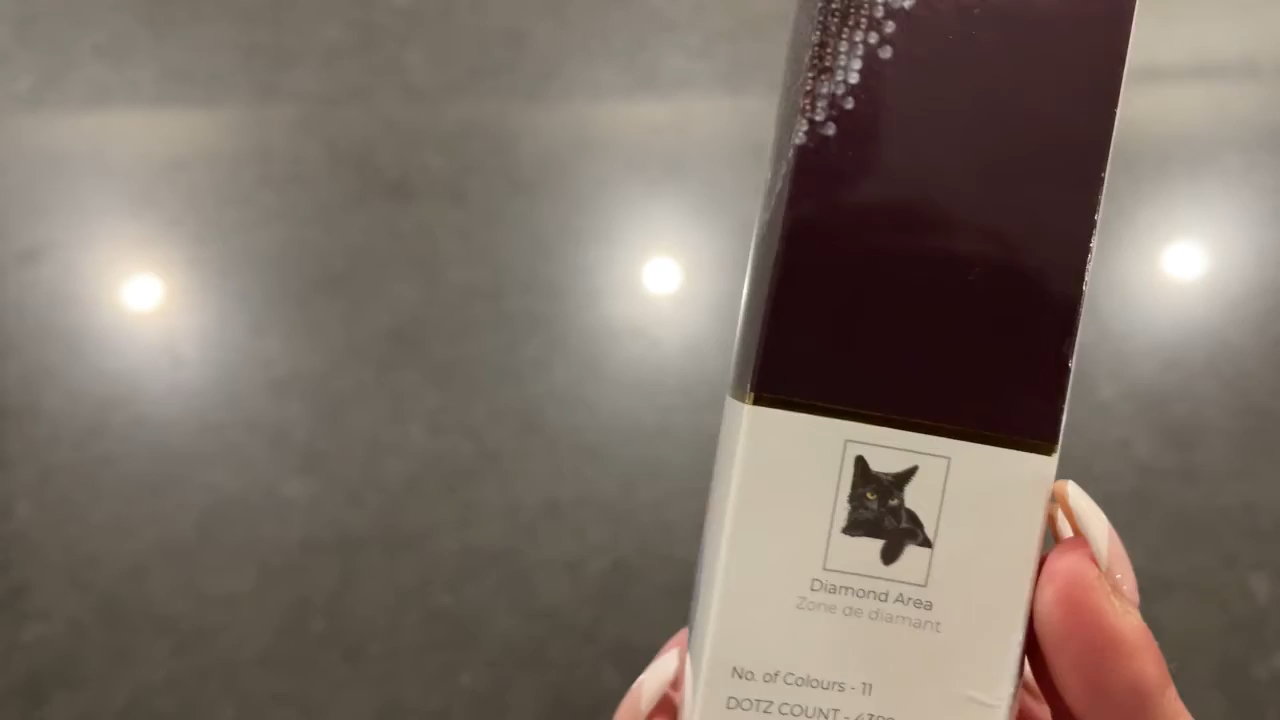 Diamond Area
Zone de diamant
No. of Colours - 11
DOTZ COUNT -